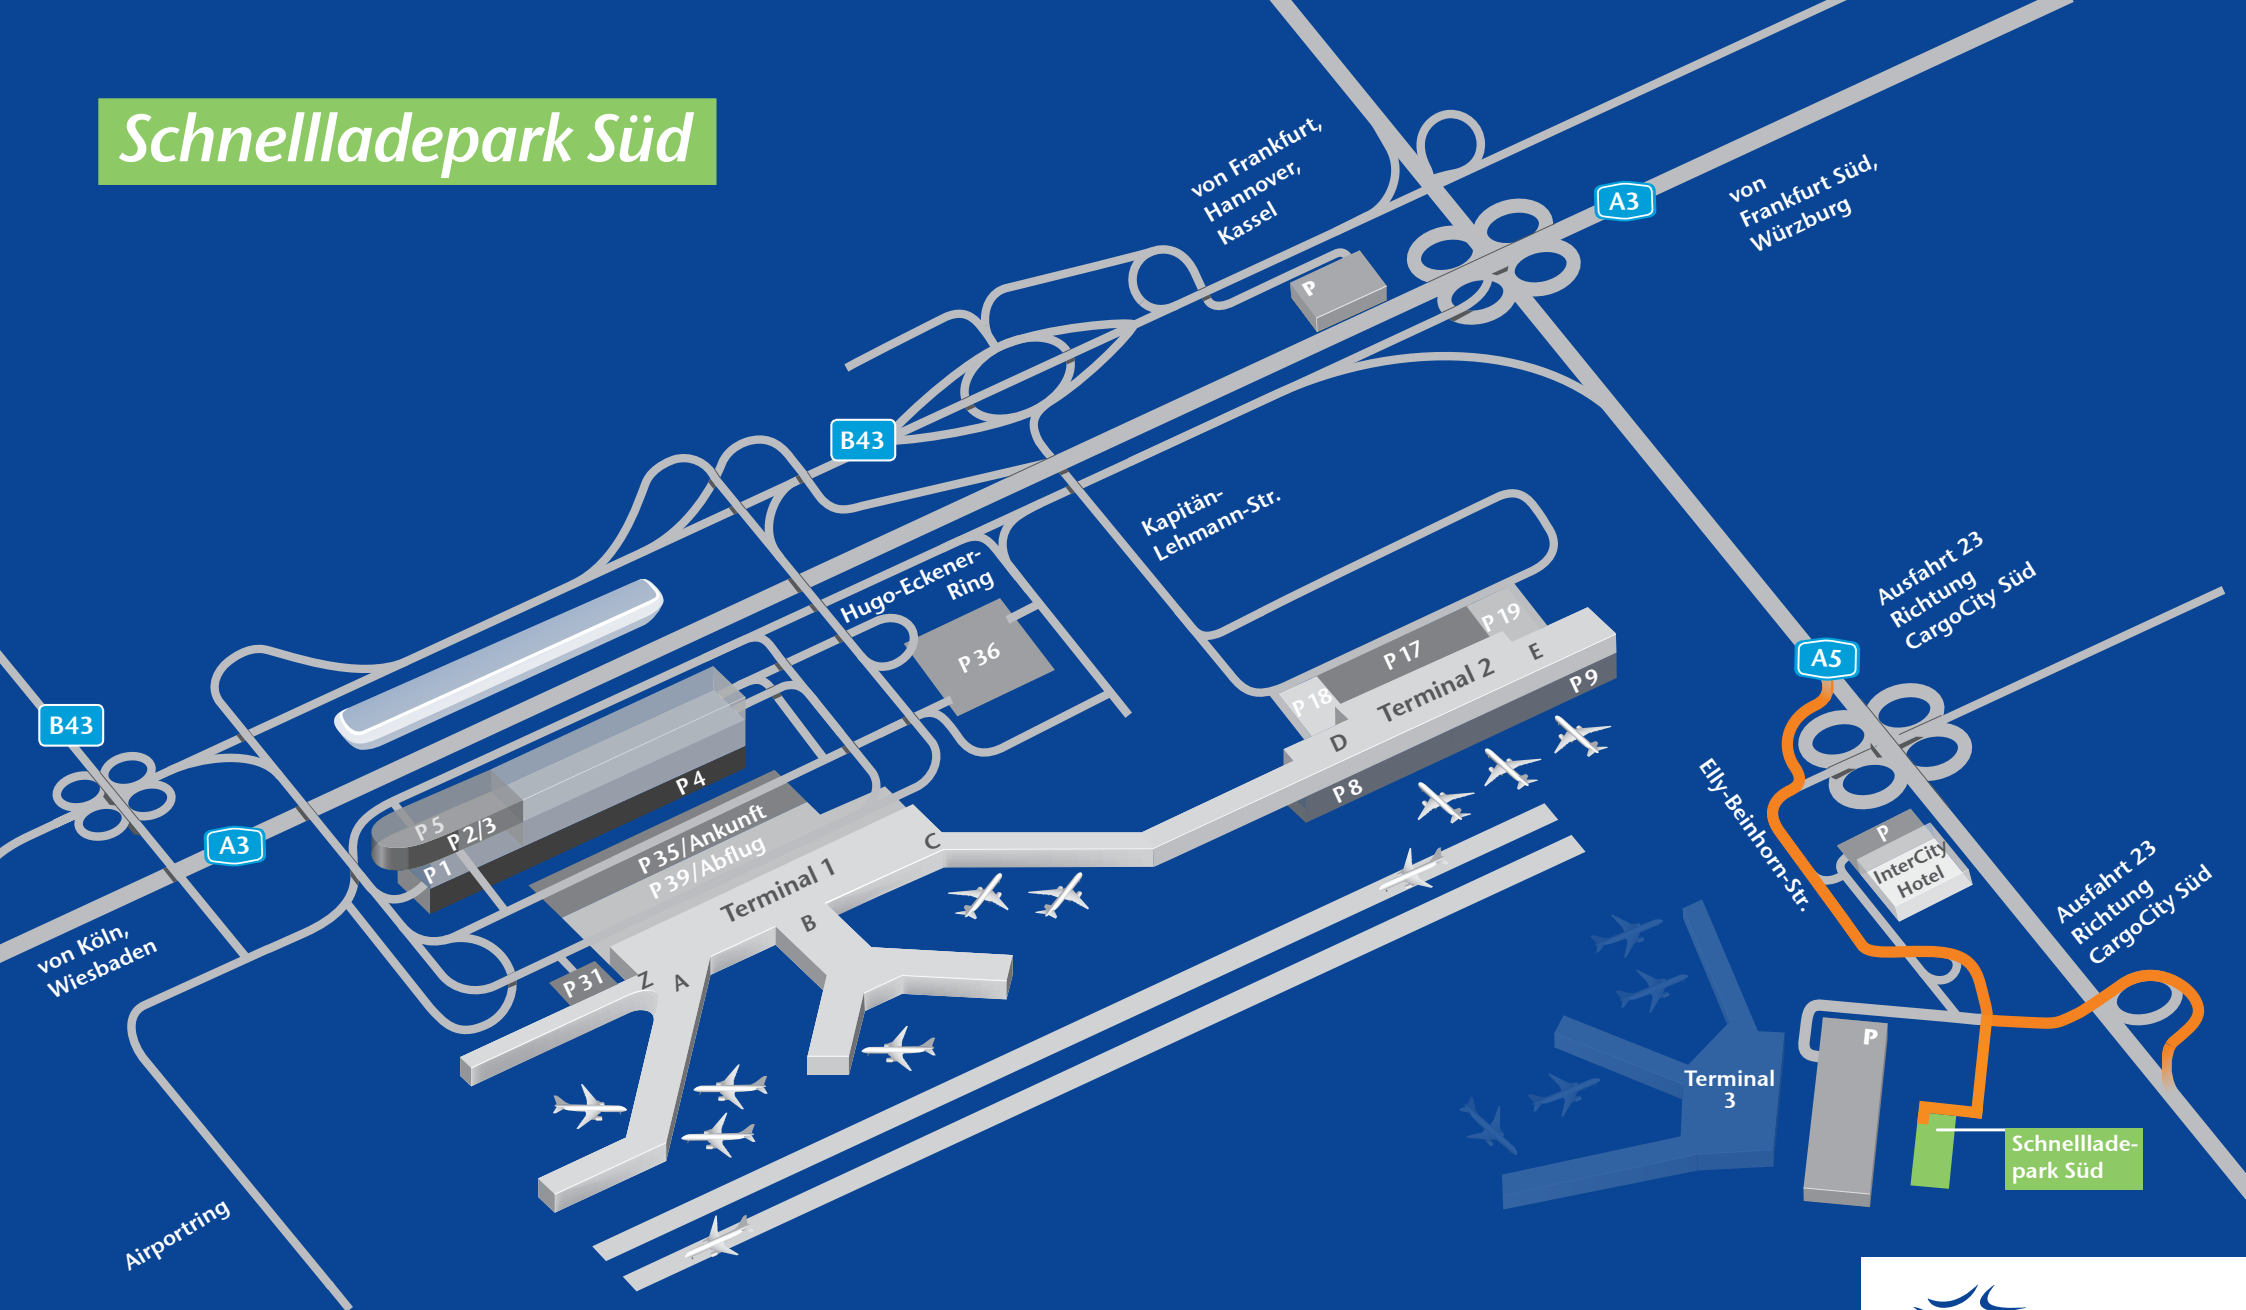 Schnellladepark Süd
von Frankfurt,
Hannover,
Kassel
A3
von
Frankfurt Süd,
Würzburg
P
B43
Kapitän-
Lehmann-Str.
Hugo-Eckener-
Ring
P 36
Ausfahrt 23
Richtung
CargoCity Süd
A5
P 19
P 17
P 18
E
Terminal 2
D
P 9
P 8
B43
A3
P 5
P 2/3
P 4
P 1
P 35/Ankunft
P 39/Abflug
Terminal 1
C
B
Z
A
P 31
von Köln,
Wiesbaden
Elly-Beinhorn-Str.
P
InterCity
Hotel
Ausfahrt 23
Richtung
CargoCity Süd
P
Terminal
3
Schnelllade-
park Süd
Airportring